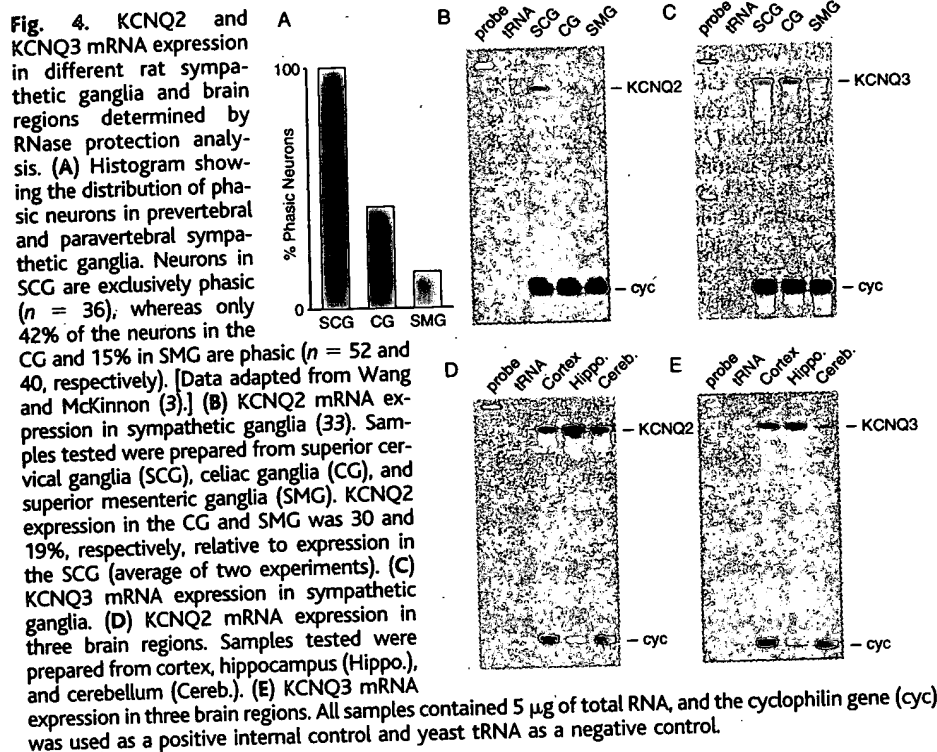 Fig. 4. KCNQ2 and
KCNQ3 mRNA expression
in different rat sympa-
thetic ganglia and brain
regions determined by
RNase protection analy-
sis. (A) Histogram show-
ing the distribution of pha-
sic neurons in prevertebral
and paravertebral sympa-
thetic ganglia. Neurons in
SCG are exclusively phasic
(n = 36), whereas only
42% of the neurons in the
CG and 15% in SMG are phasic (n = 52 and
40, respectively). [Data adapted from Wang
and McKinnon (3).] (B) KCNQ2 mRNA ex-
pression in sympathetic ganglia (33). Sam-
ples tested were prepared from superior cer-
vical ganglia (SCG), celiac ganglia (CG), and
superior mesenteric ganglia (SMG). KCNQ2
expression in the CG and SMG was 30 and
19%, respectively, relative to expression in
the SCG (average of two experiments). (C)
KCNQ3 mRNA expression in sympathetic
ganglia. (D) KCNQ2 mRNA expression in
three brain regions. Samples tested were
prepared from cortex, hippocampus (Hippo.),
and cerebellum (Cereb.). (E) KCNQ3 mRNA
expression in three brain regions. All samples contained 5 µg of total RNA, and the cyclophilin gene (cyc)
was used as a positive internal control and yeast tRNA as a negative control.
A
100
% Phasic Neurons
0
SCG CG SMG
B
probe tRNA SCG CG SMG
– KCNQ2
– cyc
C
probe tRNA SCG CG SMG
– KCNQ3
– cyc
D
probe tRNA Cortex Hippo. Cereb.
– KCNQ2
– cyc
E
probe tRNA Cortex Hippo. Cereb.
– KCNQ3
– cyc